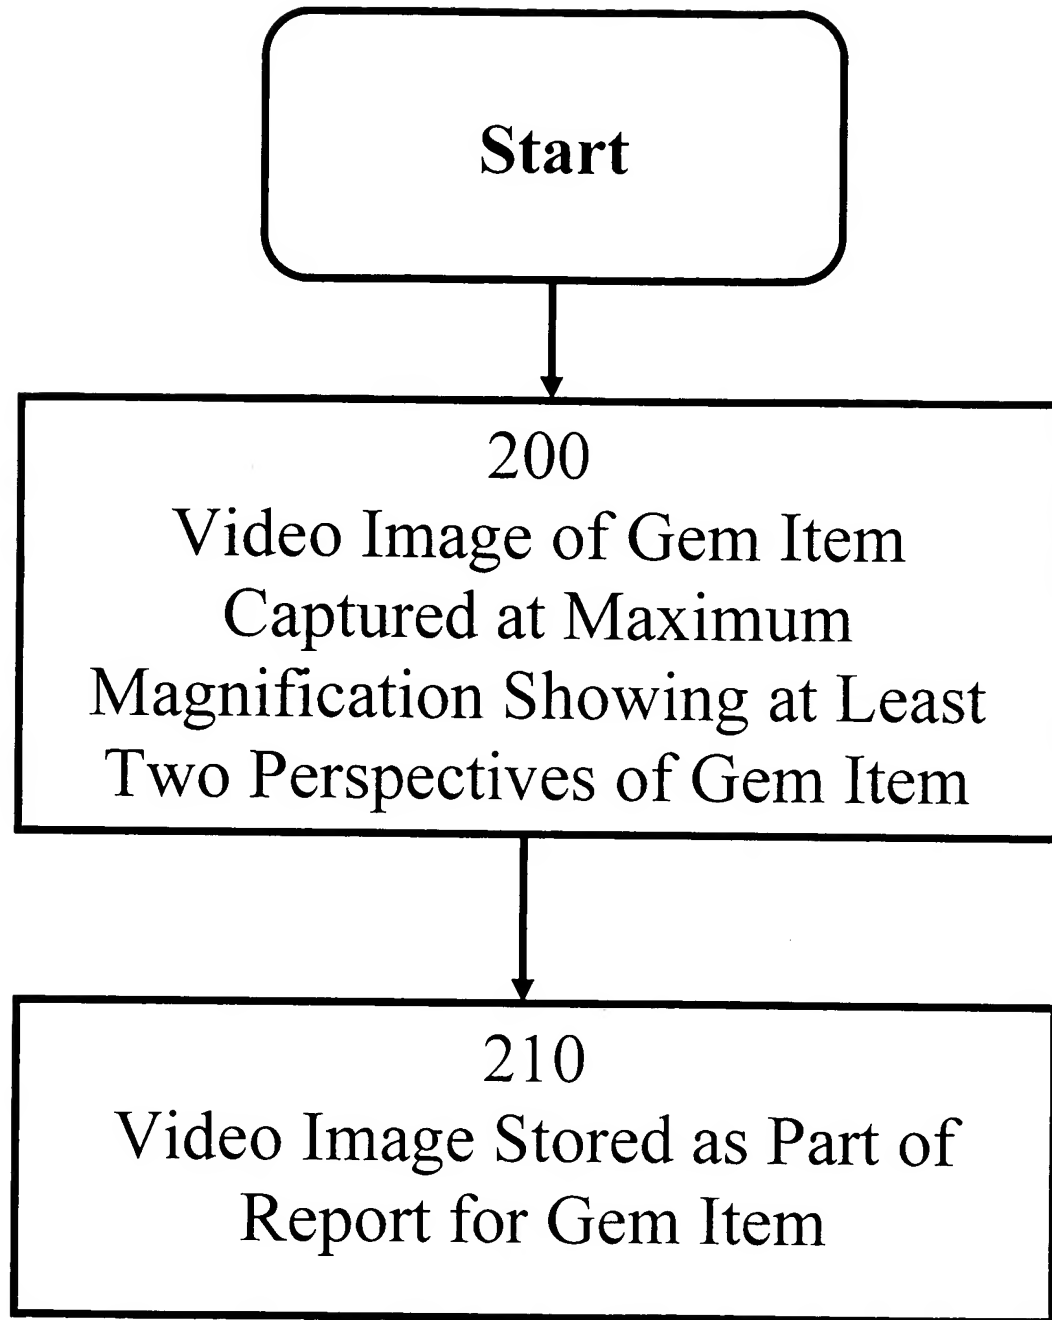 Start
200
Video Image of Gem Item
Captured at Maximum
Magnification Showing at Least
Two Perspectives of Gem Item
210
Video Image Stored as Part of
Report for Gem Item